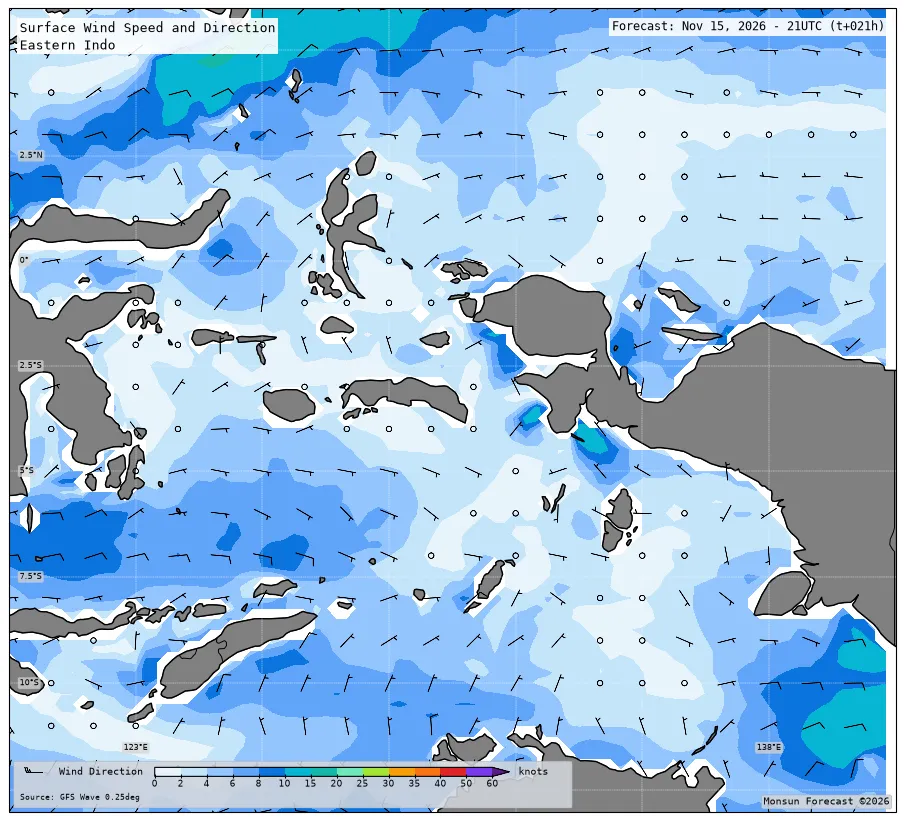 Surface Wind Speed and Direction
Eastern Indo
Forecast: Nov 15, 2026 - 21UTC (t+021h)
2.5°N
0°
2.5°S
5°S
7.5°S
10°S
123°E
138°E
Wind Direction
0 2 4 6 8 10 15 20 25 30 35 40 50 60
knots
Source: GFS Wave 0.25deg
Monsun Forecast ©2026